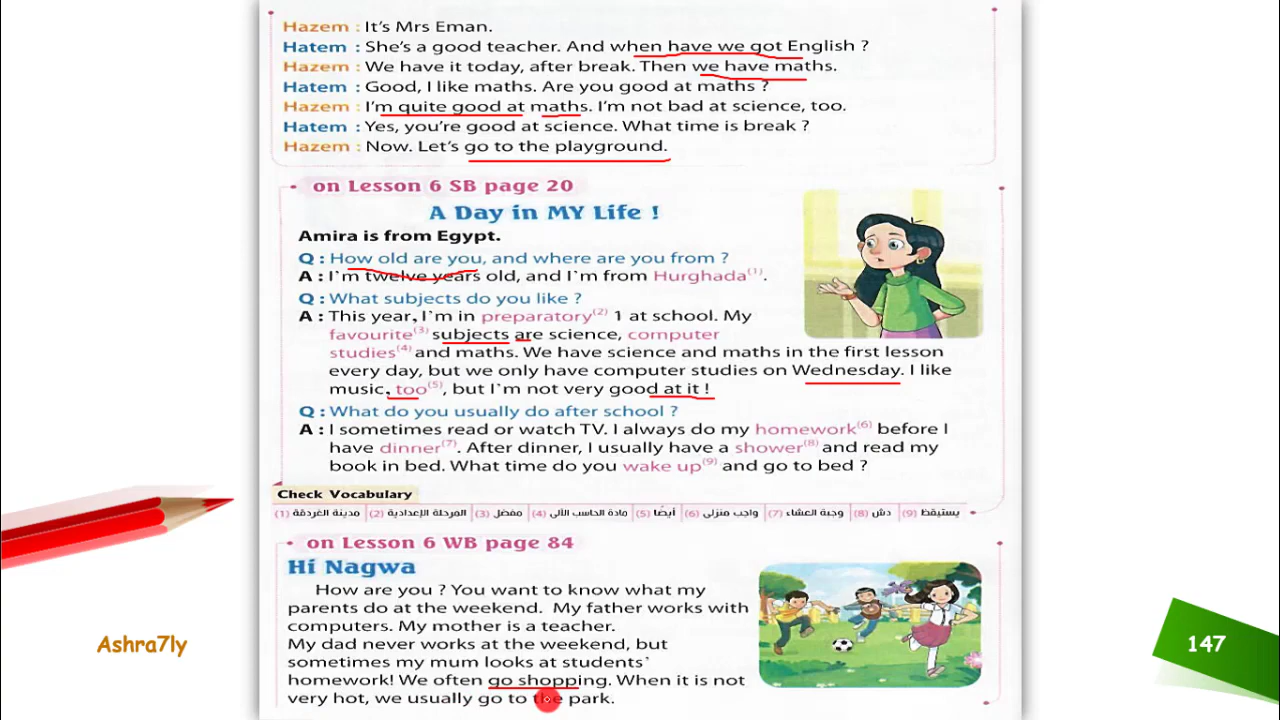 Hazem : It's Mrs Eman.
Hatem : She's a good teacher. And when have we got English ?
Hazem : We have it today, after break. Then we have maths.
Hatem : Good, I like maths. Are you good at maths ?
Hazem : I'm quite good at maths. I'm not bad at science, too.
Hatem : Yes, you're good at science. What time is break ?
Hazem : Now. Let's go to the playground.
on Lesson 6 SB page 20
A Day in MY Life !
Amira is from Egypt.
Q : How old are you, and where are you from ?
A : I'm twelve years old, and I'm from Hurghada(1).
Q : What subjects do you like ?
A : This year, I'm in preparatory(2) 1 at school. My
favourite(3) subjects are science, computer
studies(4) and maths. We have science and maths in the first lesson
every day, but we only have computer studies on Wednesday. I like
music, too(5), but I'm not very good at it !
Q : What do you usually do after school ?
A : I sometimes read or watch TV. I always do my homework(6) before I
have dinner(7). After dinner, I usually have a shower(8) and read my
book in bed. What time do you wake up(9) and go to bed ?
Check Vocabulary
(1) مدينة الغردقة (2) المرحلة الإعدادية (3) مفضل (4) مادة الحاسب الآلى (5) أيضًا (6) واجب منزلى (7) وجبة العشاء (8) دش (9) يستيقظ
on Lesson 6 WB page 84
Hi Nagwa
How are you ? You want to know what my
parents do at the weekend. My father works with
computers. My mother is a teacher.
My dad never works at the weekend, but
sometimes my mum looks at students'
homework! We often go shopping. When it is not
very hot, we usually go to the park.
Ashra7ly
147